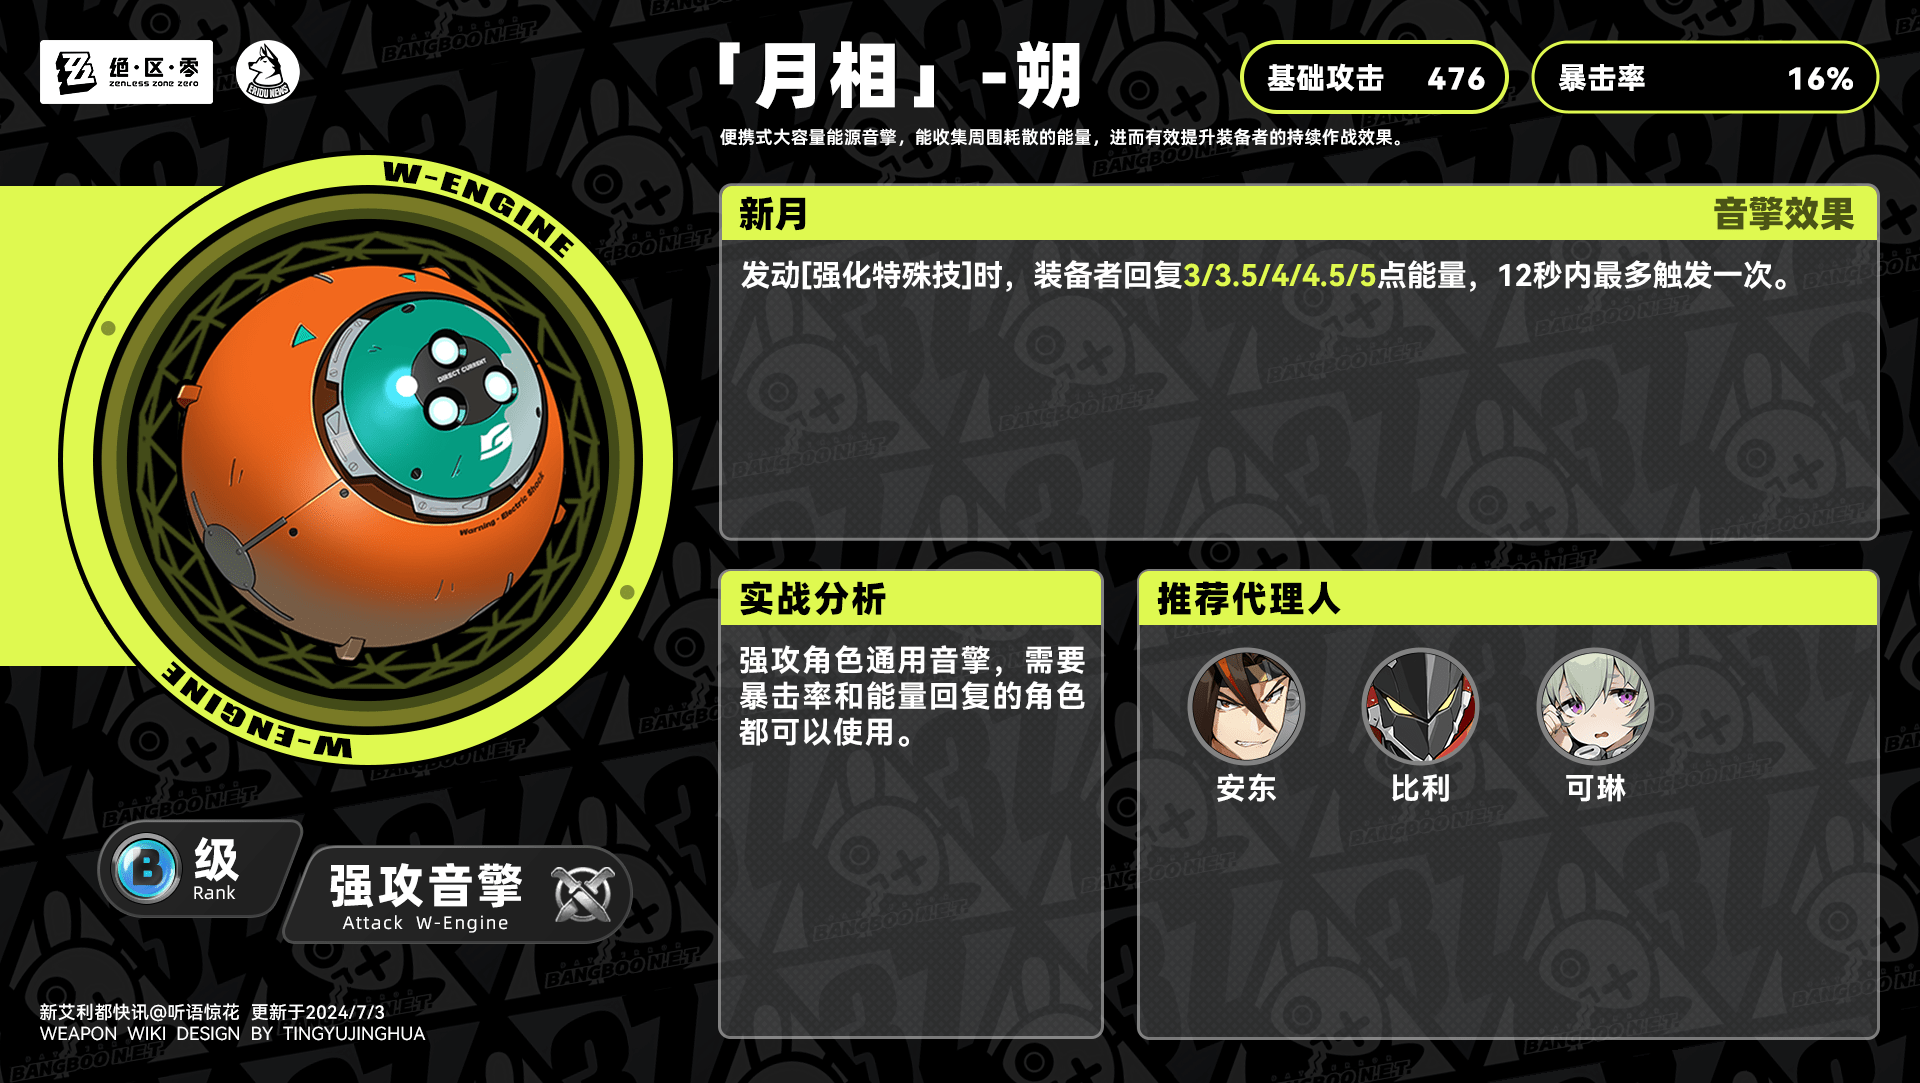 绝·区·零
ZENLESS ZONE ZERO
ERIDU NEWS
「月相」-朔
基础攻击 476
暴击率 16%
便携式大容量能源音擎，能收集周围耗散的能量，进而有效提升装备者的持续作战效果。
W-ENGINE
DIRECT CURRENT
Warning - Electric Shock
W-ENGINE
新月 音擎效果
发动[强化特殊技]时，装备者回复3/3.5/4/4.5/5点能量，12秒内最多触发一次。
实战分析
强攻角色通用音擎，需要
暴击率和能量回复的角色
都可以使用。
推荐代理人
安东 比利 可琳
B 级
Rank
强攻音擎
Attack W-Engine
新艾利都快讯@听语惊花 更新于2024/7/3
WEAPON WIKI DESIGN BY TINGYUJINGHUA
BANGBOO N.E.T.